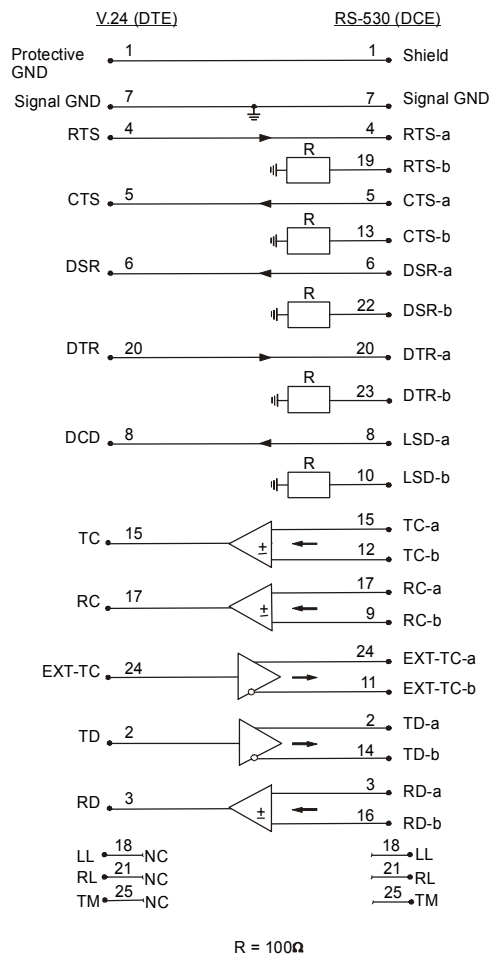 V.24 (DTE) RS-530 (DCE)
Protective GND 1 1 Shield
Signal GND 7 7 Signal GND
RTS 4 4 RTS-a
R 19 RTS-b
CTS 5 5 CTS-a
R 13 CTS-b
DSR 6 6 DSR-a
R 22 DSR-b
DTR 20 20 DTR-a
R 23 DTR-b
DCD 8 8 LSD-a
R 10 LSD-b
15 TC-a
TC 15 ±
12 TC-b
17 RC-a
RC 17 ±
9 RC-b
24 EXT-TC-a
EXT-TC 24
11 EXT-TC-b
2 TD-a
TD 2
14 TD-b
3 RD-a
RD 3 ±
16 RD-b
LL 18 NC 18 LL
RL 21 NC 21 RL
TM 25 NC 25 TM
R = 100Ω